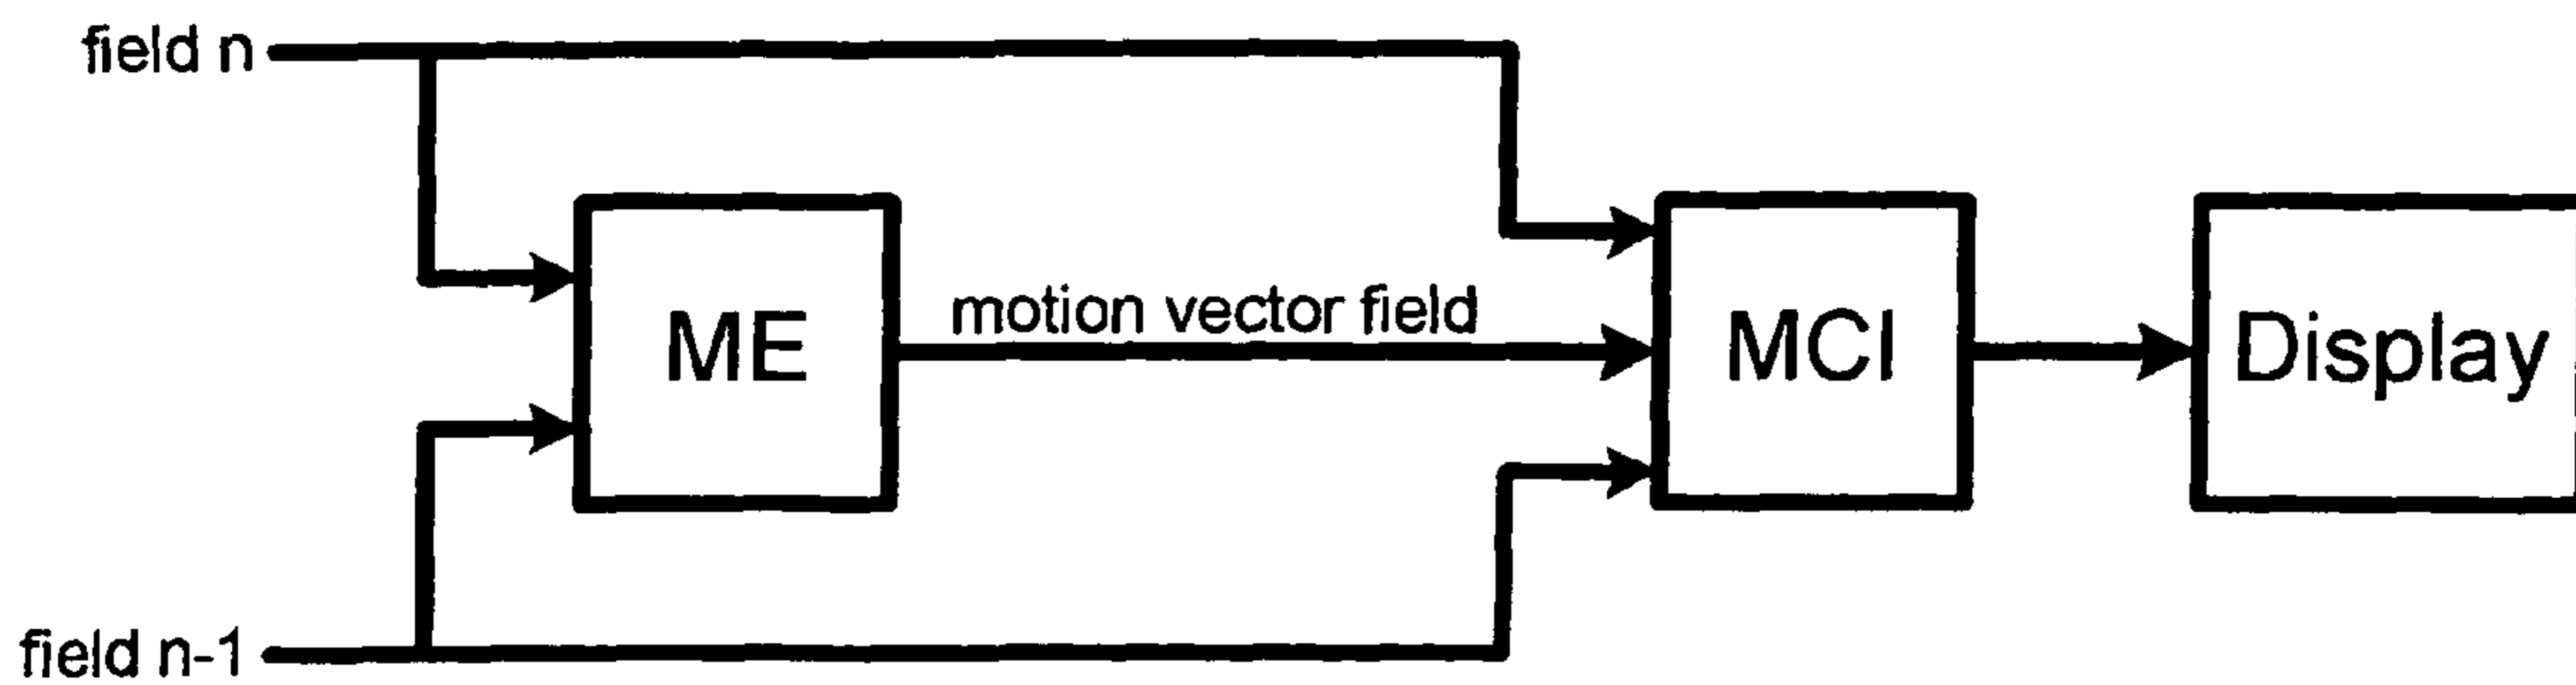 field n
ME
motion vector field
MCI
Display
field n-1